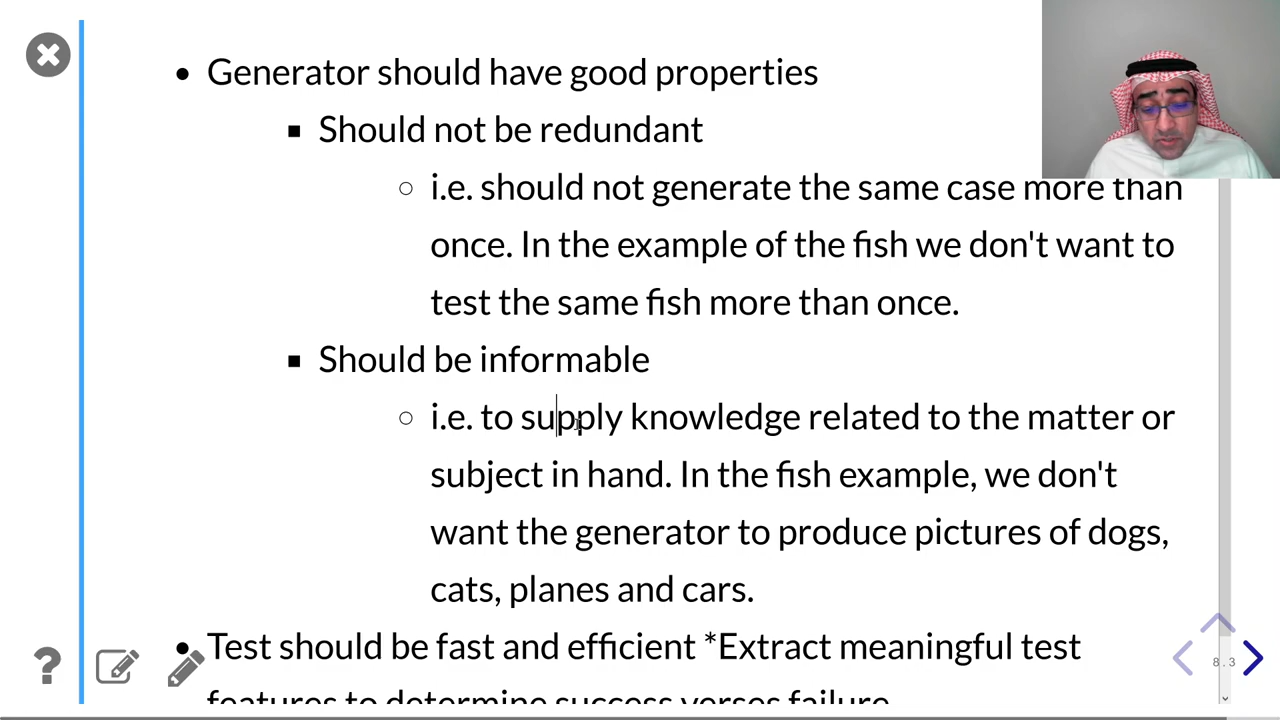 Generator should have good properties
Should not be redundant
i.e. should not generate the same case more than
once. In the example of the fish we don't want to
test the same fish more than once.
Should be informable
i.e. to supply knowledge related to the matter or
subject in hand. In the fish example, we don't
want the generator to produce pictures of dogs,
cats, planes and cars.
Test should be fast and efficient *Extract meaningful test
features to determine success verses failure
?
8.3